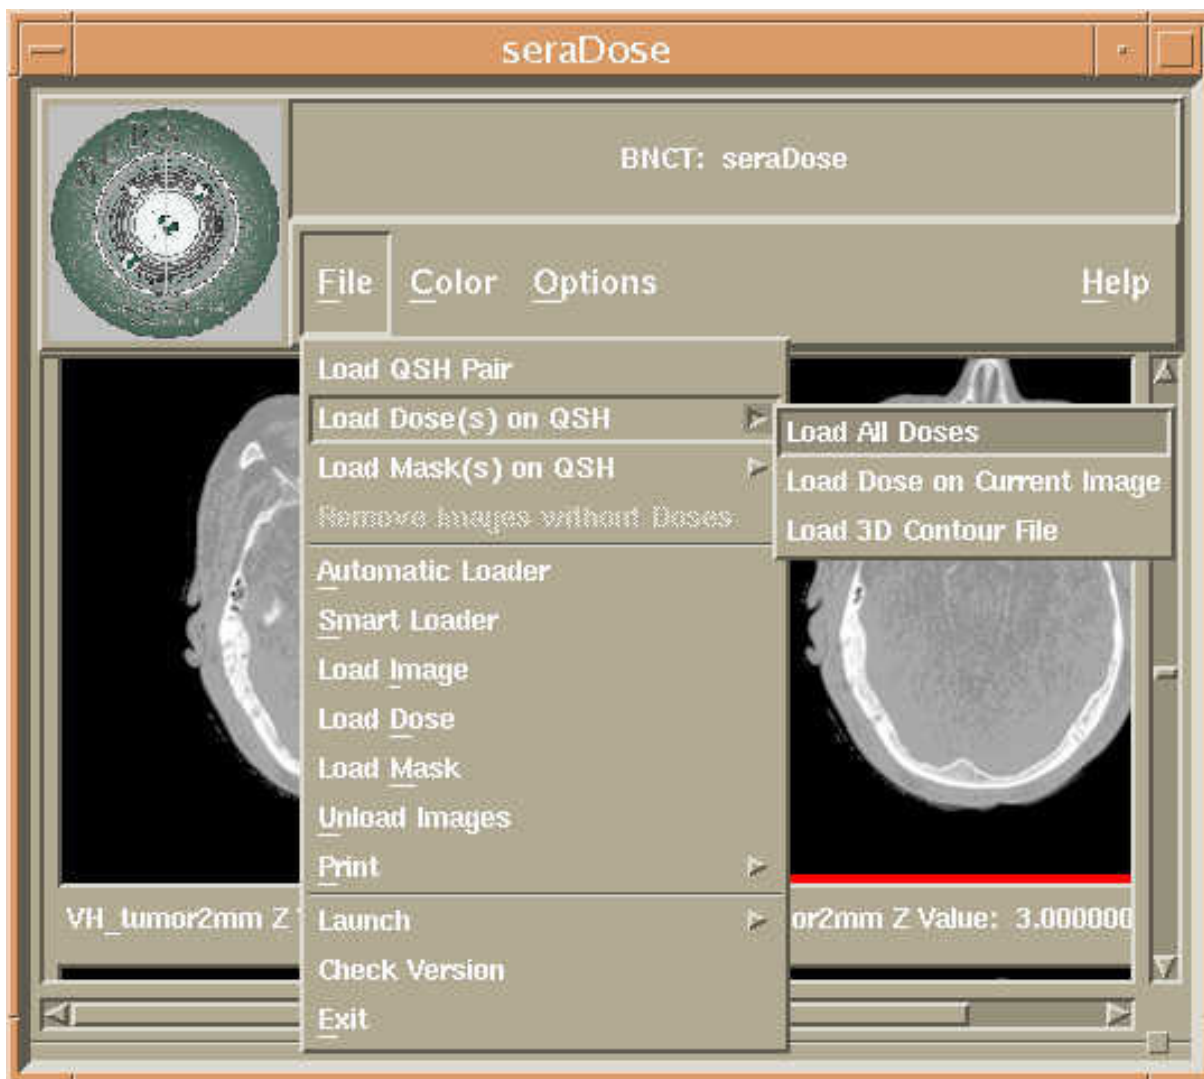 seraDose
BNCT: seraDose
File Color Options Help
Load QSH Pair
Load Dose(s) on QSH
Load Mask(s) on QSH
Remove Images without Doses
Automatic Loader
Smart Loader
Load Image
Load Dose
Load Mask
Unload Images
Print
Launch
Check Version
Exit
Load All Doses
Load Dose on Current Image
Load 3D Contour File
VH_tumor2mm Z
or2mm Z Value: 3.000000